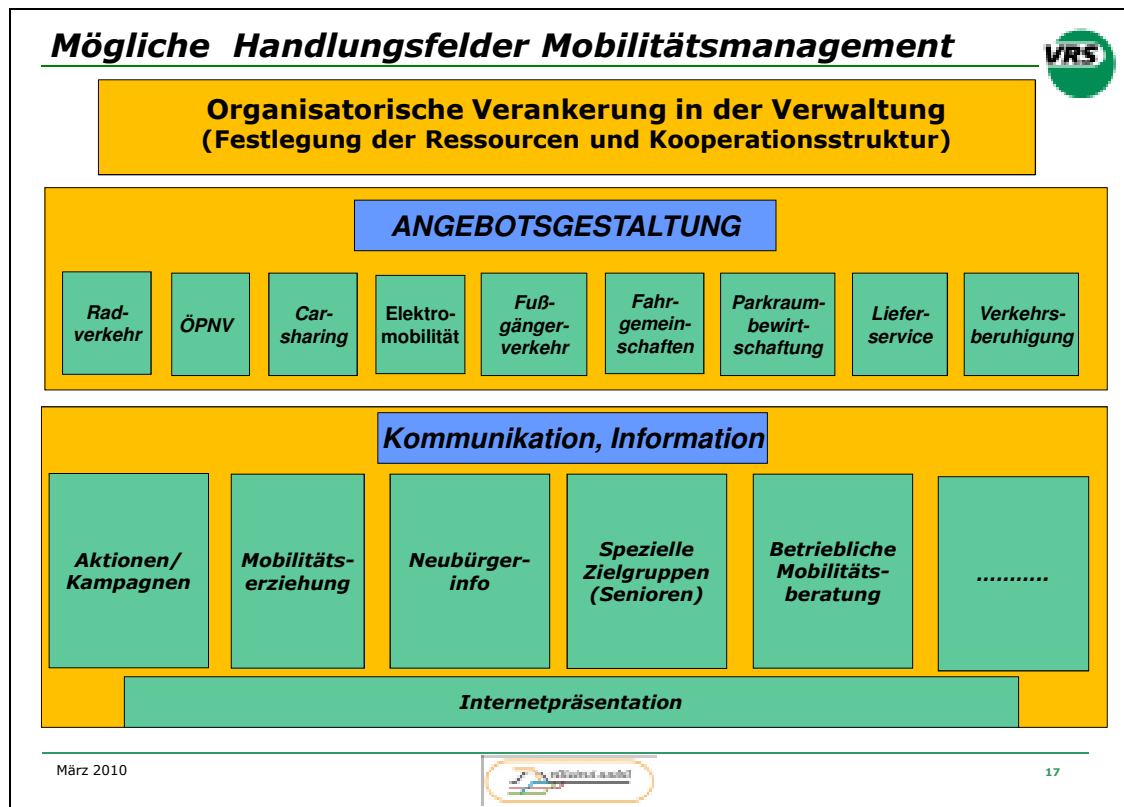 Mögliche Handlungsfelder Mobilitätsmanagement
VRS
Organisatorische Verankerung in der Verwaltung
(Festlegung der Ressourcen und Kooperationsstruktur)
ANGEBOTSGESTALTUNG
Rad-
verkehr
ÖPNV
Car-
sharing
Elektro-
mobilität
Fuß-
gänger-
verkehr
Fahr-
gemein-
schaften
Parkraum-
bewirt-
schaftung
Liefer-
service
Verkehrs-
beruhigung
Kommunikation, Information
Aktionen/
Kampagnen
Mobilitäts-
erziehung
Neubürger-
info
Spezielle
Zielgruppen
(Senioren)
Betriebliche
Mobilitäts-
beratung
...........
Internetpräsentation
März 2010
17